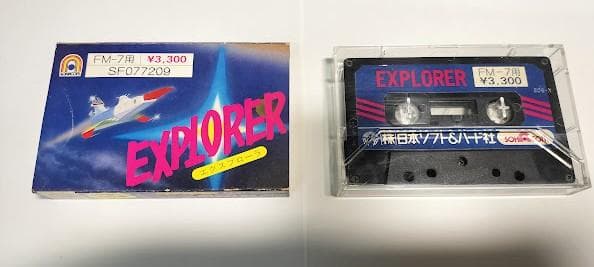 FM-7用 ¥3,300
SF077209
EXPLORER
エクスプローラ
EXPLORER
FM-7用
¥3,300
(株)日本ソフト&ハード社